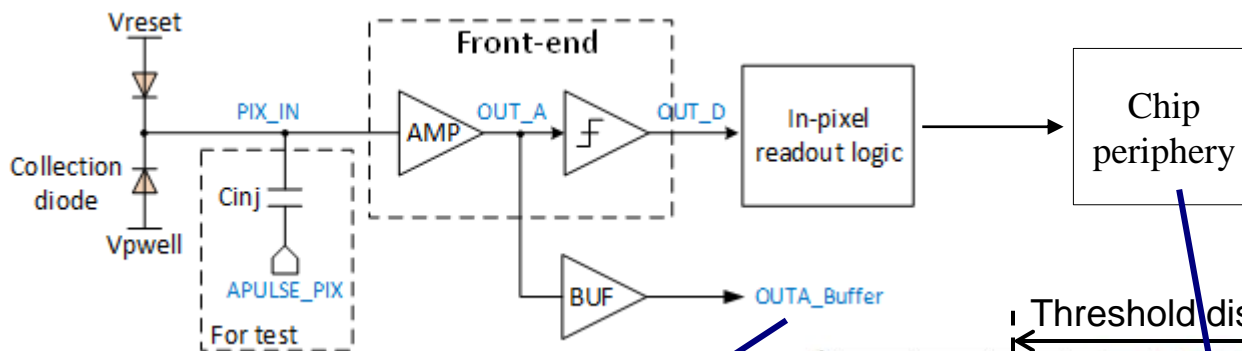 Vreset
Front-end
PIX_IN
AMP
OUT_A
OUT_D
In-pixel
readout logic
Chip
periphery
Collection
diode
Cinj
Vpwell
APULSE_PIX
For test
BUF
OUTA_Buffer
Threshold